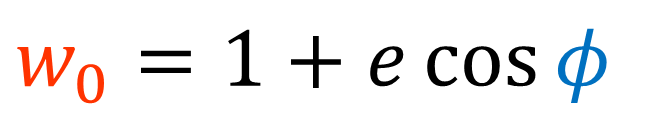 w₀ = 1 + e cos ϕ